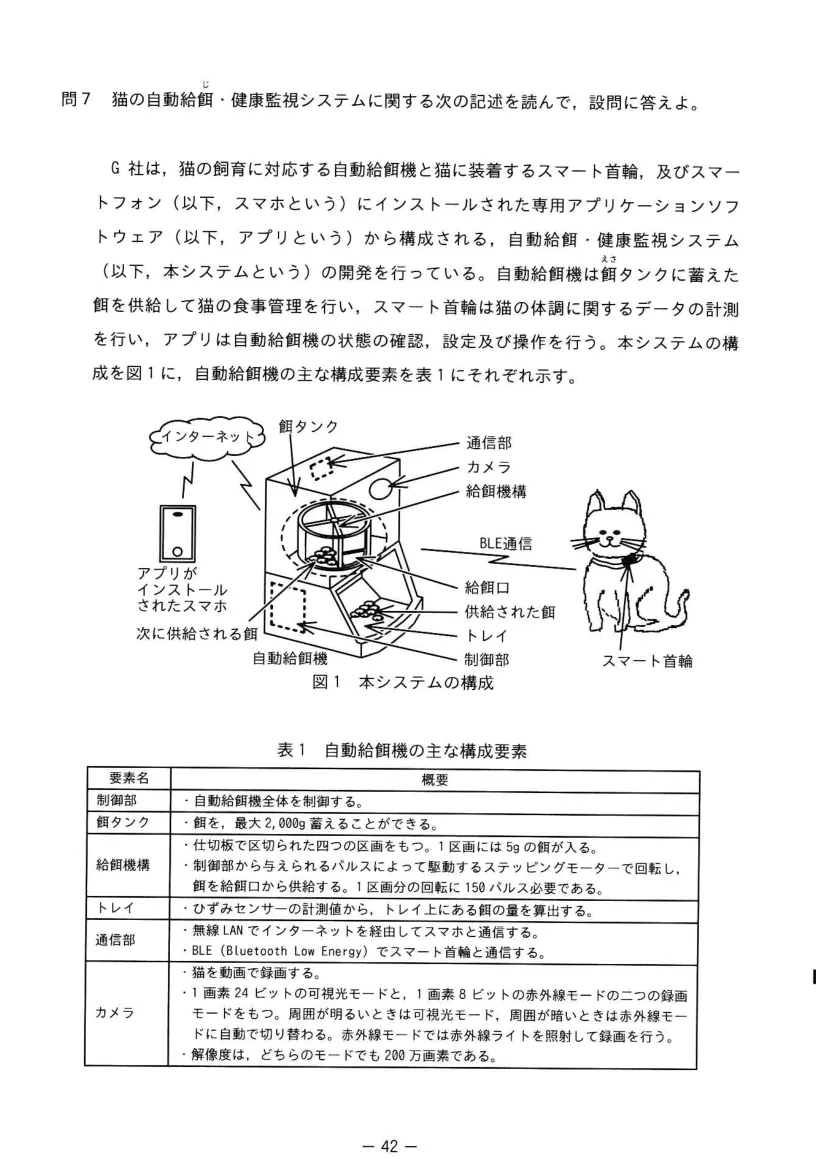 じ
問7 猫の自動給餌・健康監視システムに関する次の記述を読んで，設問に答えよ。
G 社は，猫の飼育に対応する自動給餌機と猫に装着するスマート首輪，及びスマー
トフォン（以下，スマホという）にインストールされた専用アプリケーションソフ
トウェア（以下，アプリという）から構成される，自動給餌・健康監視システム
えさ
（以下，本システムという）の開発を行っている。自動給餌機は餌タンクに蓄えた
餌を供給して猫の食事管理を行い，スマート首輪は猫の体調に関するデータの計測
を行い，アプリは自動給餌機の状態の確認，設定及び操作を行う。本システムの構
成を図1に，自動給餌機の主な構成要素を表1にそれぞれ示す。
インターネット
餌タンク
通信部
カメラ
給餌機構
BLE通信
アプリが
インストール
されたスマホ
給餌口
供給された餌
次に供給される餌
トレイ
自動給餌機
制御部
スマート首輪
図1 本システムの構成
表1 自動給餌機の主な構成要素
要素名 概要
制御部 ・自動給餌機全体を制御する。
餌タンク ・餌を，最大2,000g 蓄えることができる。
給餌機構 ・仕切板で区切られた四つの区画をもつ。1 区画には 5g の餌が入る。
・制御部から与えられるパルスによって駆動するステッピングモーターで回転し，
餌を給餌口から供給する。1 区画分の回転に 150 パルス必要である。
トレイ ・ひずみセンサーの計測値から，トレイ上にある餌の量を算出する。
通信部 ・無線 LAN でインターネットを経由してスマホと通信する。
・BLE（Bluetooth Low Energy）でスマート首輪と通信する。
カメラ ・猫を動画で録画する。
・1 画素 24 ビットの可視光モードと，1 画素 8 ビットの赤外線モードの二つの録画
モードをもつ。周囲が明るいときは可視光モード，周囲が暗いときは赤外線モー
ドに自動で切り替わる。赤外線モードでは赤外線ライトを照射して録画を行う。
・解像度は，どちらのモードでも 200 万画素である。
— 42 —